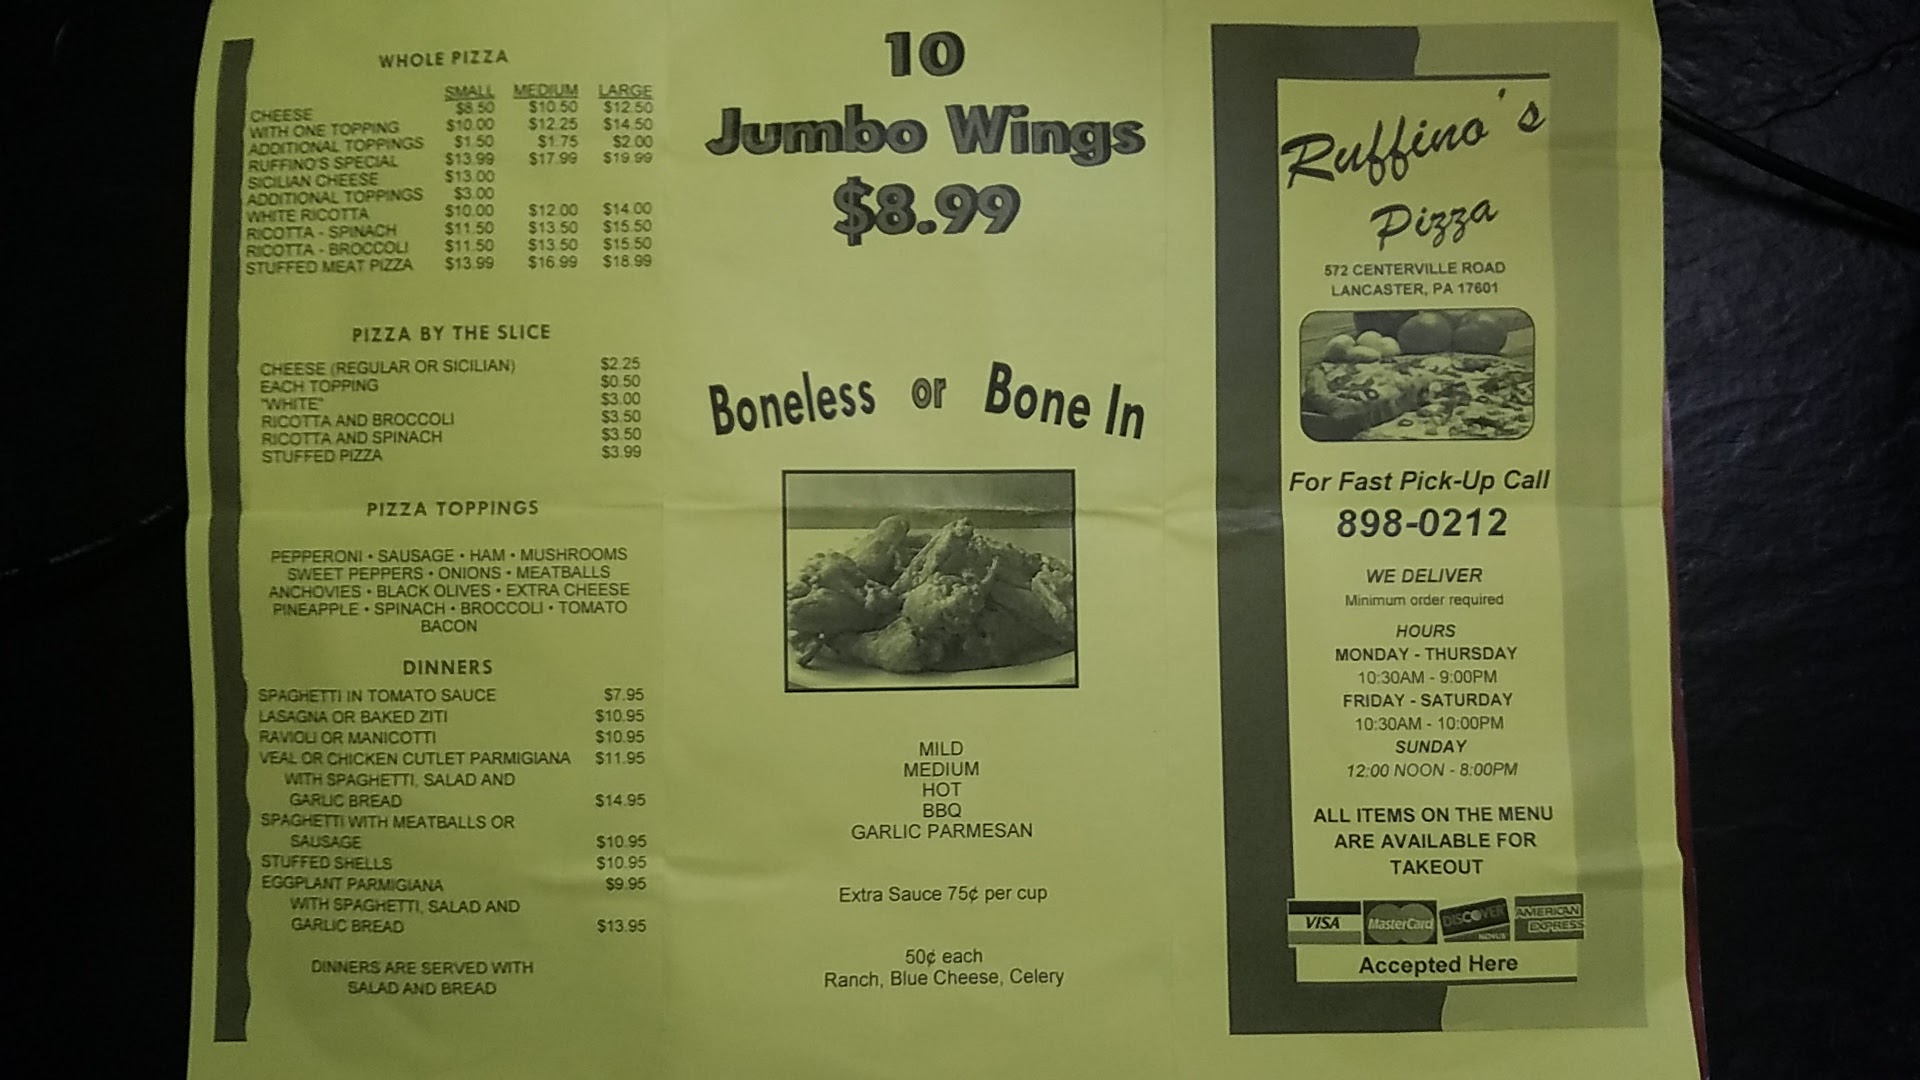 WHOLE PIZZA
SMALL MEDIUM LARGE
CHEESE $8.50 $10.50 $12.50
WITH ONE TOPPING $10.00 $12.25 $14.50
ADDITIONAL TOPPINGS $1.50 $1.75 $2.00
RUFFINO'S SPECIAL $13.99 $17.99 $19.99
SICILIAN CHEESE $13.00
ADDITIONAL TOPPINGS $3.00
WHITE RICOTTA $10.00 $12.00 $14.00
RICOTTA - SPINACH $11.50 $13.50 $15.50
RICOTTA - BROCCOLI $11.50 $13.50 $15.50
STUFFED MEAT PIZZA $13.99 $16.99 $18.99
PIZZA BY THE SLICE
CHEESE (REGULAR OR SICILIAN) $2.25
EACH TOPPING $0.50
"WHITE" $3.00
RICOTTA AND BROCCOLI $3.50
RICOTTA AND SPINACH $3.50
STUFFED PIZZA $3.99
PIZZA TOPPINGS
PEPPERONI • SAUSAGE • HAM • MUSHROOMS
SWEET PEPPERS • ONIONS • MEATBALLS
ANCHOVIES • BLACK OLIVES • EXTRA CHEESE
PINEAPPLE • SPINACH • BROCCOLI • TOMATO
BACON
DINNERS
SPAGHETTI IN TOMATO SAUCE $7.95
LASAGNA OR BAKED ZITI $10.95
RAVIOLI OR MANICOTTI $10.95
VEAL OR CHICKEN CUTLET PARMIGIANA $11.95
WITH SPAGHETTI, SALAD AND
GARLIC BREAD $14.95
SPAGHETTI WITH MEATBALLS OR
SAUSAGE $10.95
STUFFED SHELLS $10.95
EGGPLANT PARMIGIANA $9.95
WITH SPAGHETTI, SALAD AND
GARLIC BREAD $13.95
DINNERS ARE SERVED WITH
SALAD AND BREAD
10
Jumbo Wings
$8.99
Boneless or Bone In
MILD
MEDIUM
HOT
BBQ
GARLIC PARMESAN
Extra Sauce 75¢ per cup
50¢ each
Ranch, Blue Cheese, Celery
Ruffino's
Pizza
572 CENTERVILLE ROAD
LANCASTER, PA 17601
For Fast Pick-Up Call
898-0212
WE DELIVER
Minimum order required
HOURS
MONDAY - THURSDAY
10:30AM - 9:00PM
FRIDAY - SATURDAY
10:30AM - 10:00PM
SUNDAY
12:00 NOON - 8:00PM
ALL ITEMS ON THE MENU
ARE AVAILABLE FOR
TAKEOUT
VISA MasterCard DISCOVER NOVUS AMERICAN EXPRESS
Accepted Here